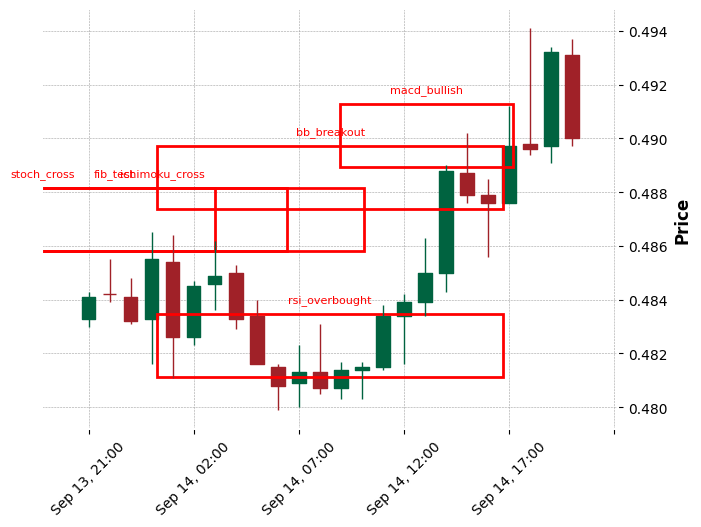 0.494
0.492
macd_bullish
0.490
bb_breakout
0.488
stoch_cross
fib_test
ichimoku_cross
0.486
0.484
rsi_overbought
0.482
0.480
Price
Sep 13, 21:00
Sep 14, 02:00
Sep 14, 07:00
Sep 14, 12:00
Sep 14, 17:00